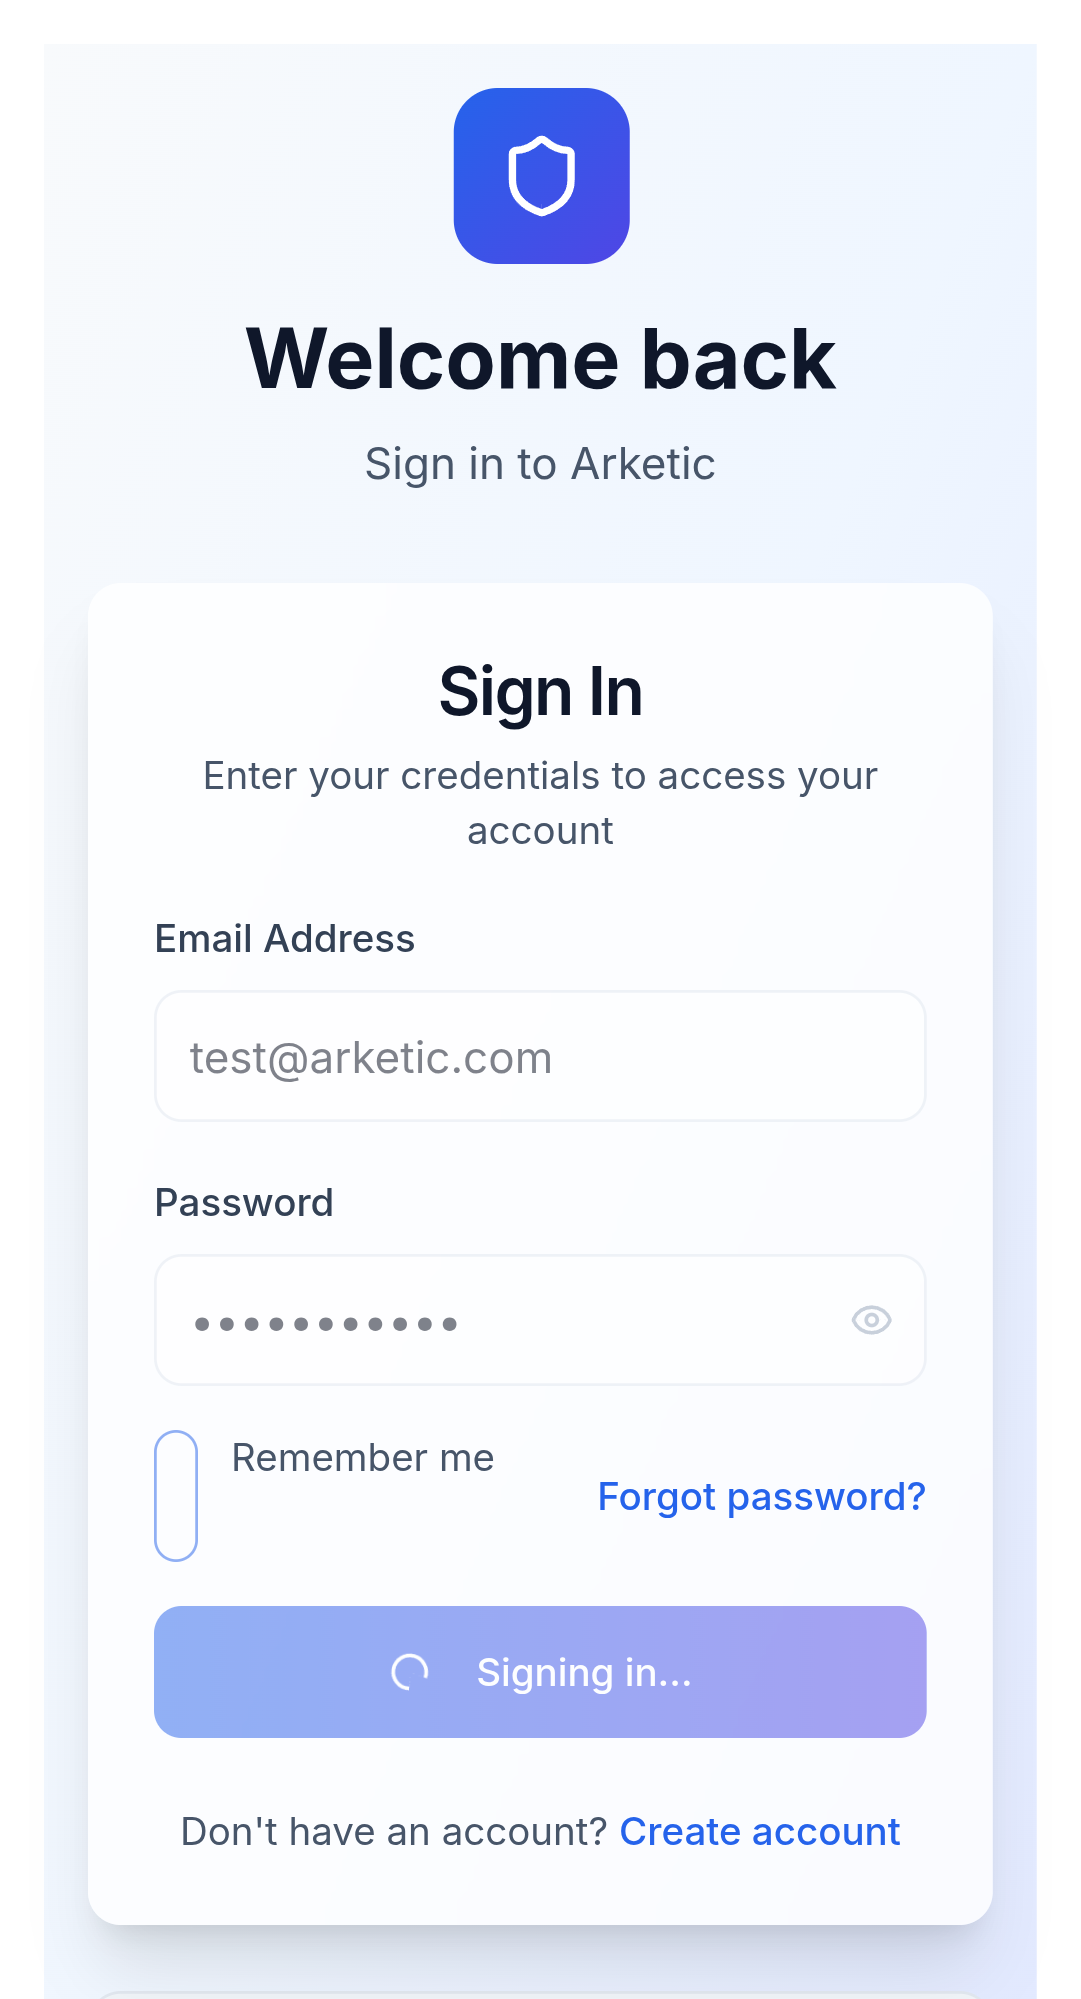 Welcome back
Sign in to Arketic
Sign In
Enter your credentials to access your
account
Email Address
test@arketic.com
Password
•••••••••••
Remember me
Forgot password?
Signing in...
Don't have an account? Create account